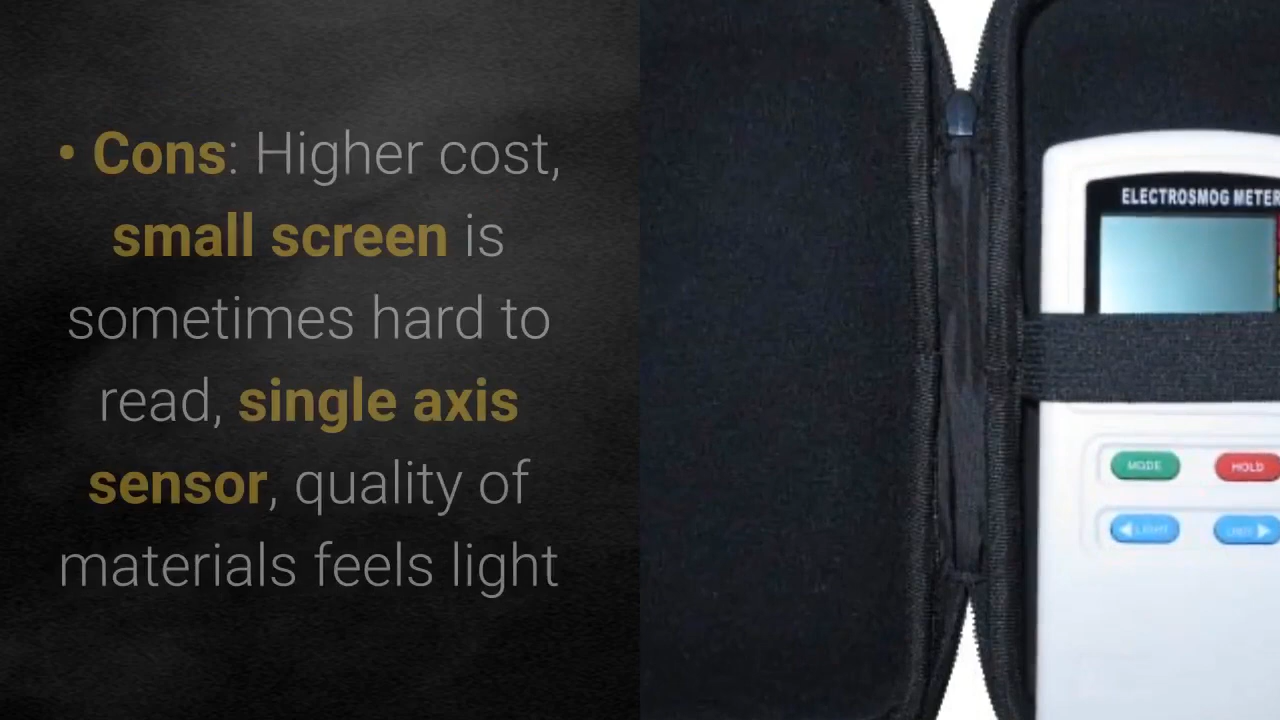 • Cons: Higher cost,
small screen is
sometimes hard to
read, single axis
sensor, quality of
materials feels light
ELECTROSMOG METER
MODE
HOLD
LIGHT